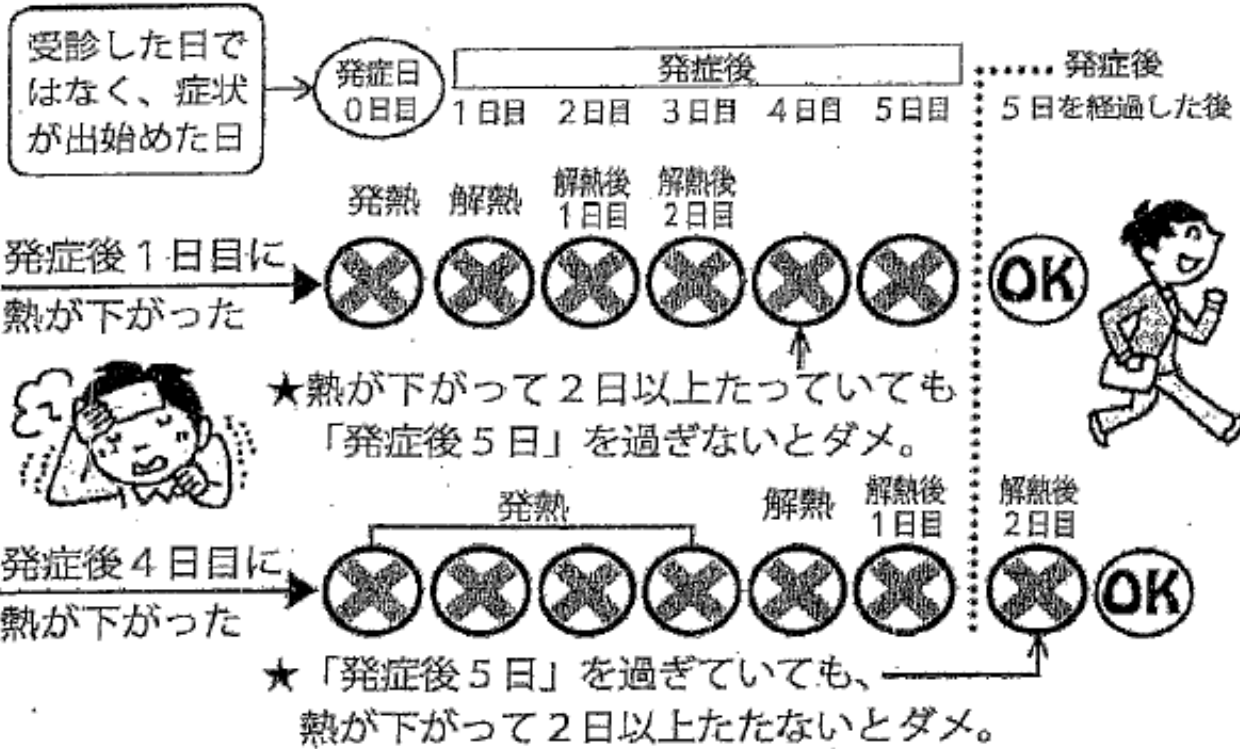 受診した日で
はなく、症状
が出始めた日
発症日
0日目
発症後
1日目 2日目 3日目 4日目 5日目
発症後
5日を経過した後
発熱 解熱 解熱後
1日目 解熱後
2日目
発症後1日目に
熱が下がった
OK
★熱が下がって2日以上たっていても
「発症後5日」を過ぎないとダメ。
発熱 解熱 解熱後
1日目 解熱後
2日目
発症後4日目に
熱が下がった
OK
★「発症後5日」を過ぎていても、
熱が下がって2日以上たたないとダメ。